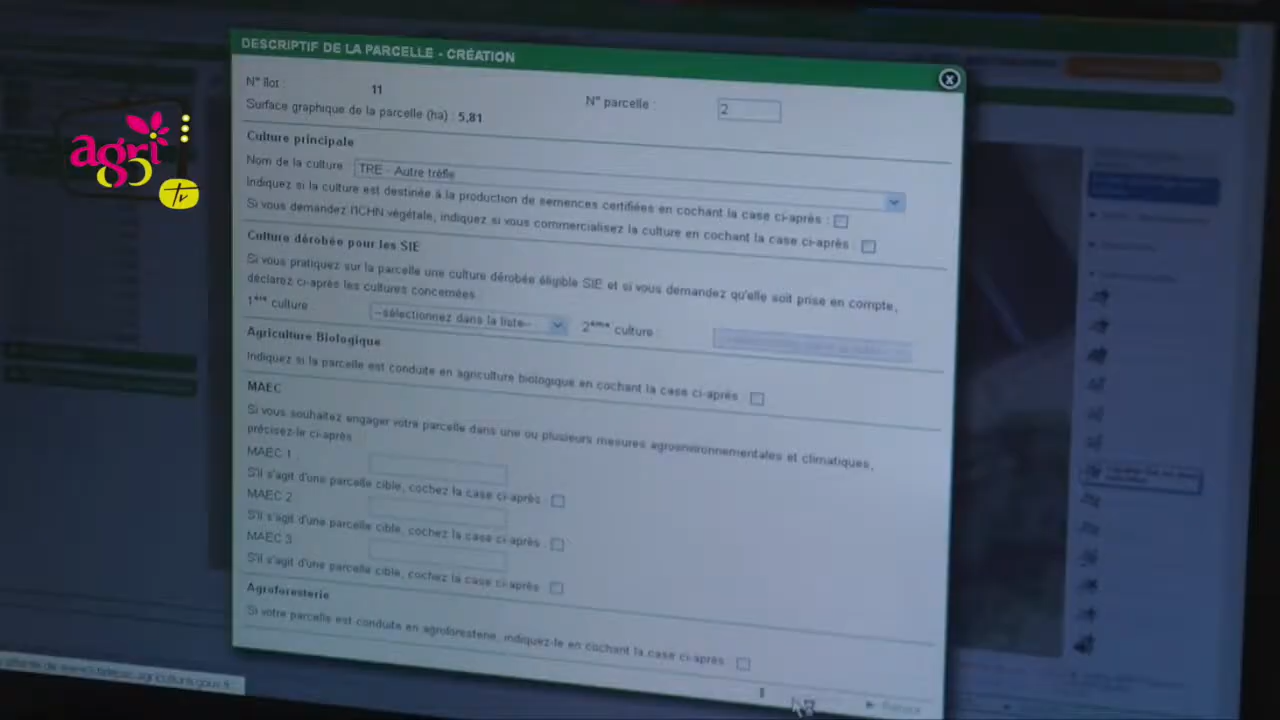 DESCRIPTIF DE LA PARCELLE - CRÉATION
x
N° îlot : 11
N° parcelle : 2
Surface graphique de la parcelle (ha) : 5,81
Culture principale
Nom de la culture TRE - Autre trèfle
Indiquez si la culture est destinée à la production de semences certifiées en cochant la case ci-après :
Si vous demandez l'ICHN végétale, indiquez si vous commercialisez la culture en cochant la case ci-après
Culture dérobée pour les SIE
Si vous pratiquez sur la parcelle une culture dérobée éligible SIE et si vous demandez qu'elle soit prise en compte,
déclarez ci-après les cultures concernées
1ère culture --sélectionnez dans la liste-- 2ème culture :
Agriculture Biologique
Indiquez si la parcelle est conduite en agriculture biologique en cochant la case ci-après
MAEC
Si vous souhaitez engager votre parcelle dans une ou plusieurs mesures agroenvironnementales et climatiques,
précisez-le ci-après
MAEC 1
S'il s'agit d'une parcelle cible, cochez la case ci-après :
MAEC 2
S'il s'agit d'une parcelle cible, cochez la case ci-après :
MAEC 3
S'il s'agit d'une parcelle cible, cochez la case ci-après
Agroforesterie
Si votre parcelle est conduite en agroforesterie, indiquez-le en cochant la case ci-après
agri
tv